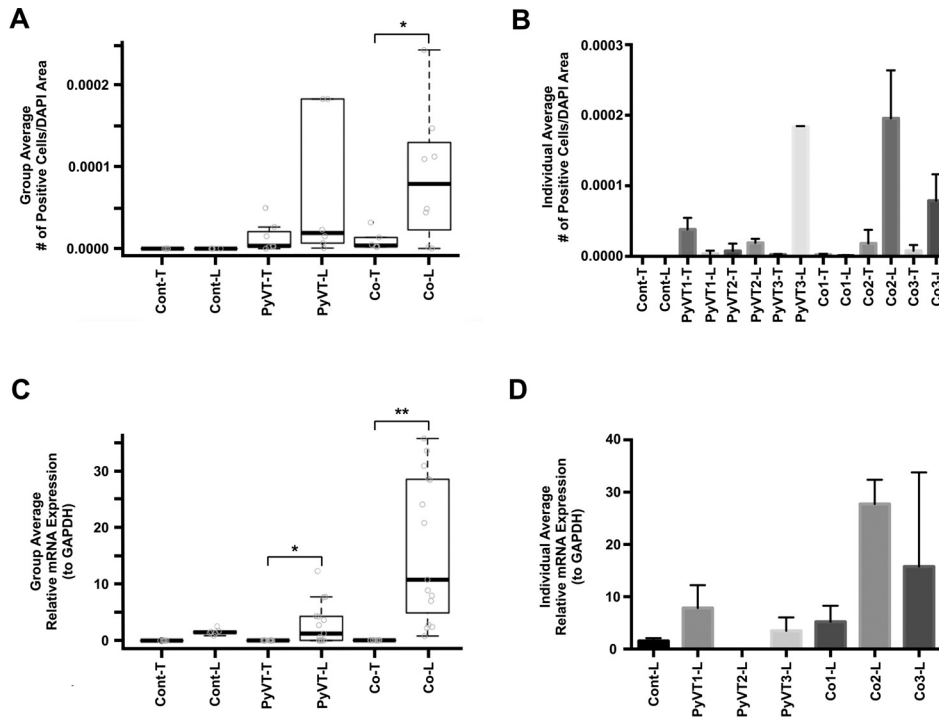 A
Group Average
# of Positive Cells/DAPI Area
0.0002
0.0001
0.0000
*
Cont-T
Cont-L
PyVT-T
PyVT-L
Co-T
Co-L
B
Individual Average
# of Positive Cells/DAPI Area
0.0003
0.0002
0.0001
0.0000
Cont-T
Cont-L
PyVT1-T
PyVT1-L
PyVT2-T
PyVT2-L
PyVT3-T
PyVT3-L
Co1-T
Co1-L
Co2-T
Co2-L
Co3-T
Co3-L
C
Group Average
Relative mRNA Expression
(to GAPDH)
30
20
10
0
*
**
Cont-T
Cont-L
PyVT-T
PyVT-L
Co-T
Co-L
D
Individual Average
Relative mRNA Expression
(to GAPDH)
40
30
20
10
0
Cont-L
PyVT1-L
PyVT2-L
PyVT3-L
Co1-L
Co2-L
Co3-L